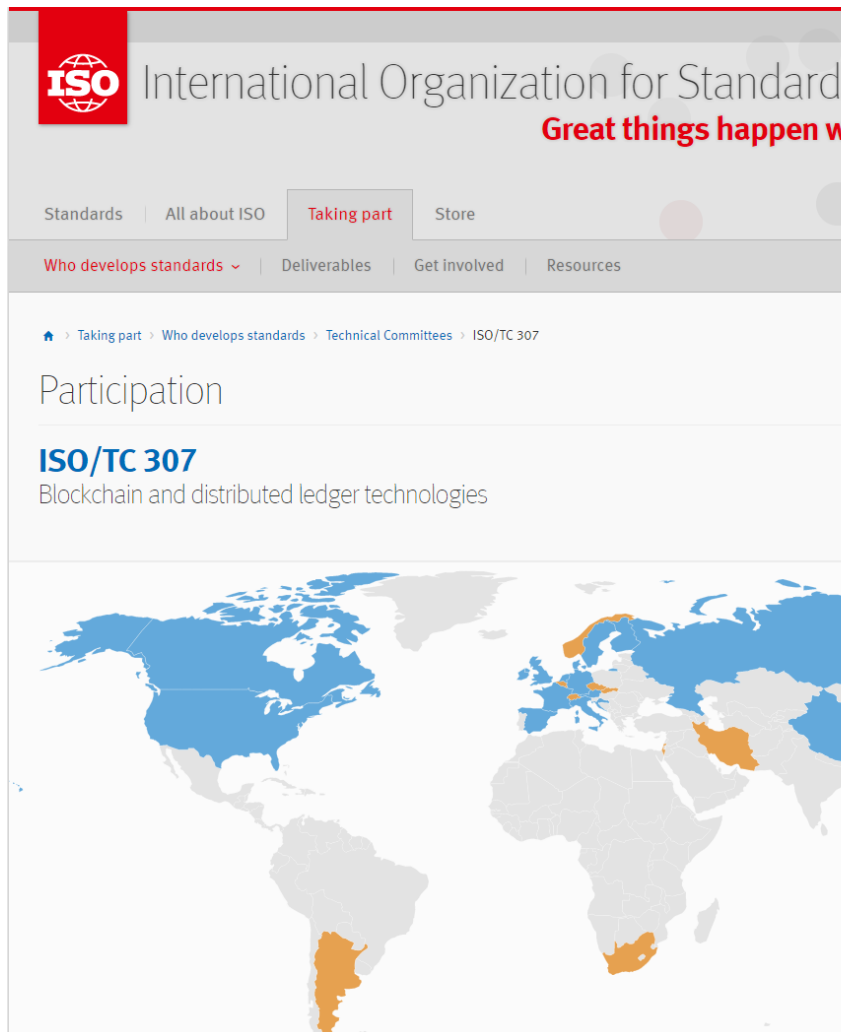 ISO
International Organization for Standard
Great things happen w
Standards All about ISO Taking part Store
Who develops standards Deliverables Get involved Resources
Taking part Who develops standards Technical Committees ISO/TC 307
Participation
ISO/TC 307
Blockchain and distributed ledger technologies